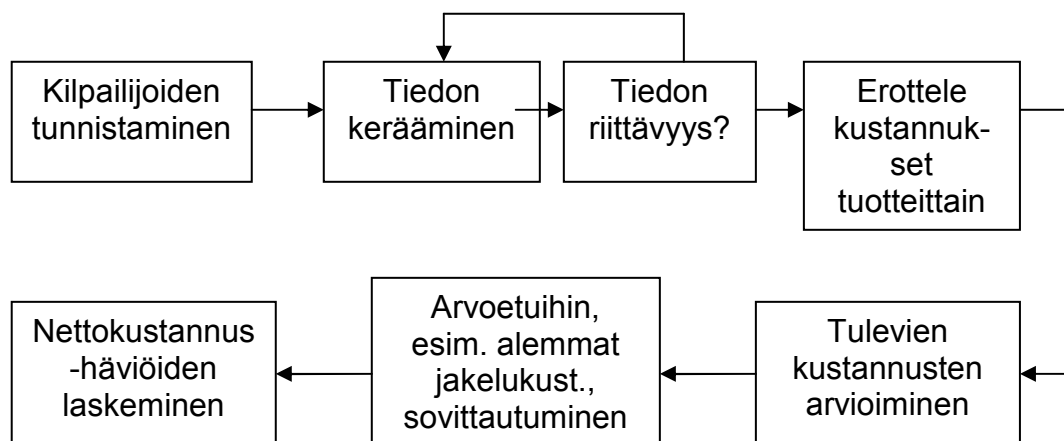 Kilpailijoiden
tunnistaminen
Tiedon
kerääminen
Tiedon
riittävyys?
Erottele
kustannuk-
set
tuotteittain
Nettokustannus
-häviöiden
laskeminen
Arvoetuihin,
esim. alemmat
jakelukust.,
sovittautuminen
Tulevien
kustannusten
arvioiminen